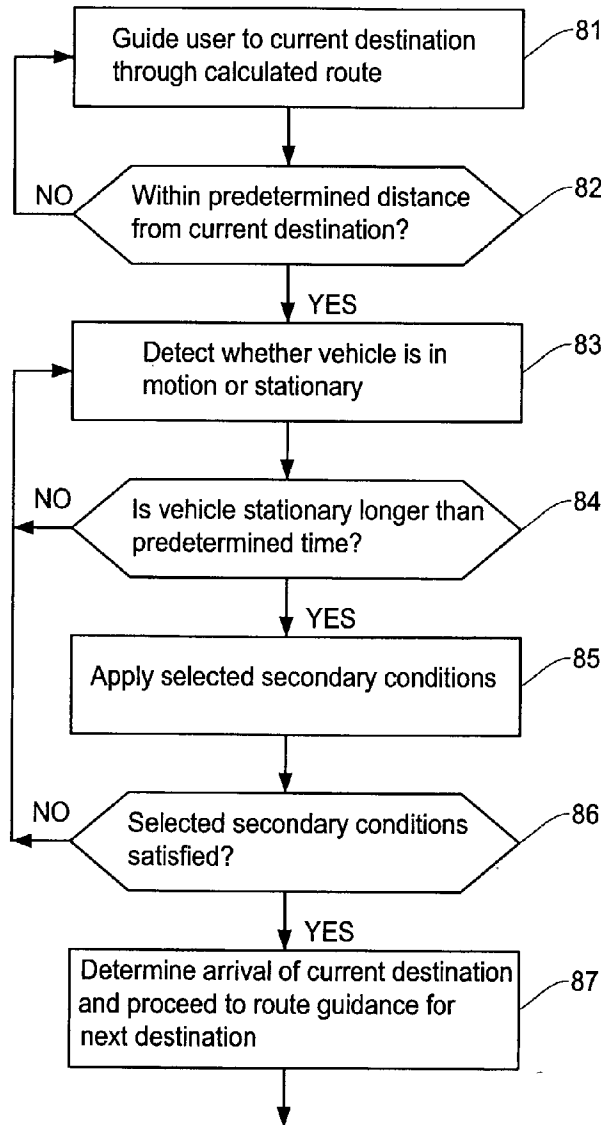 Guide user to current destination
through calculated route
81
NO
Within predetermined distance
from current destination?
82
YES
Detect whether vehicle is in
motion or stationary
83
NO
Is vehicle stationary longer than
predetermined time?
84
YES
Apply selected secondary conditions
85
NO
Selected secondary conditions
satisfied?
86
YES
Determine arrival of current destination
and proceed to route guidance for
next destination
87